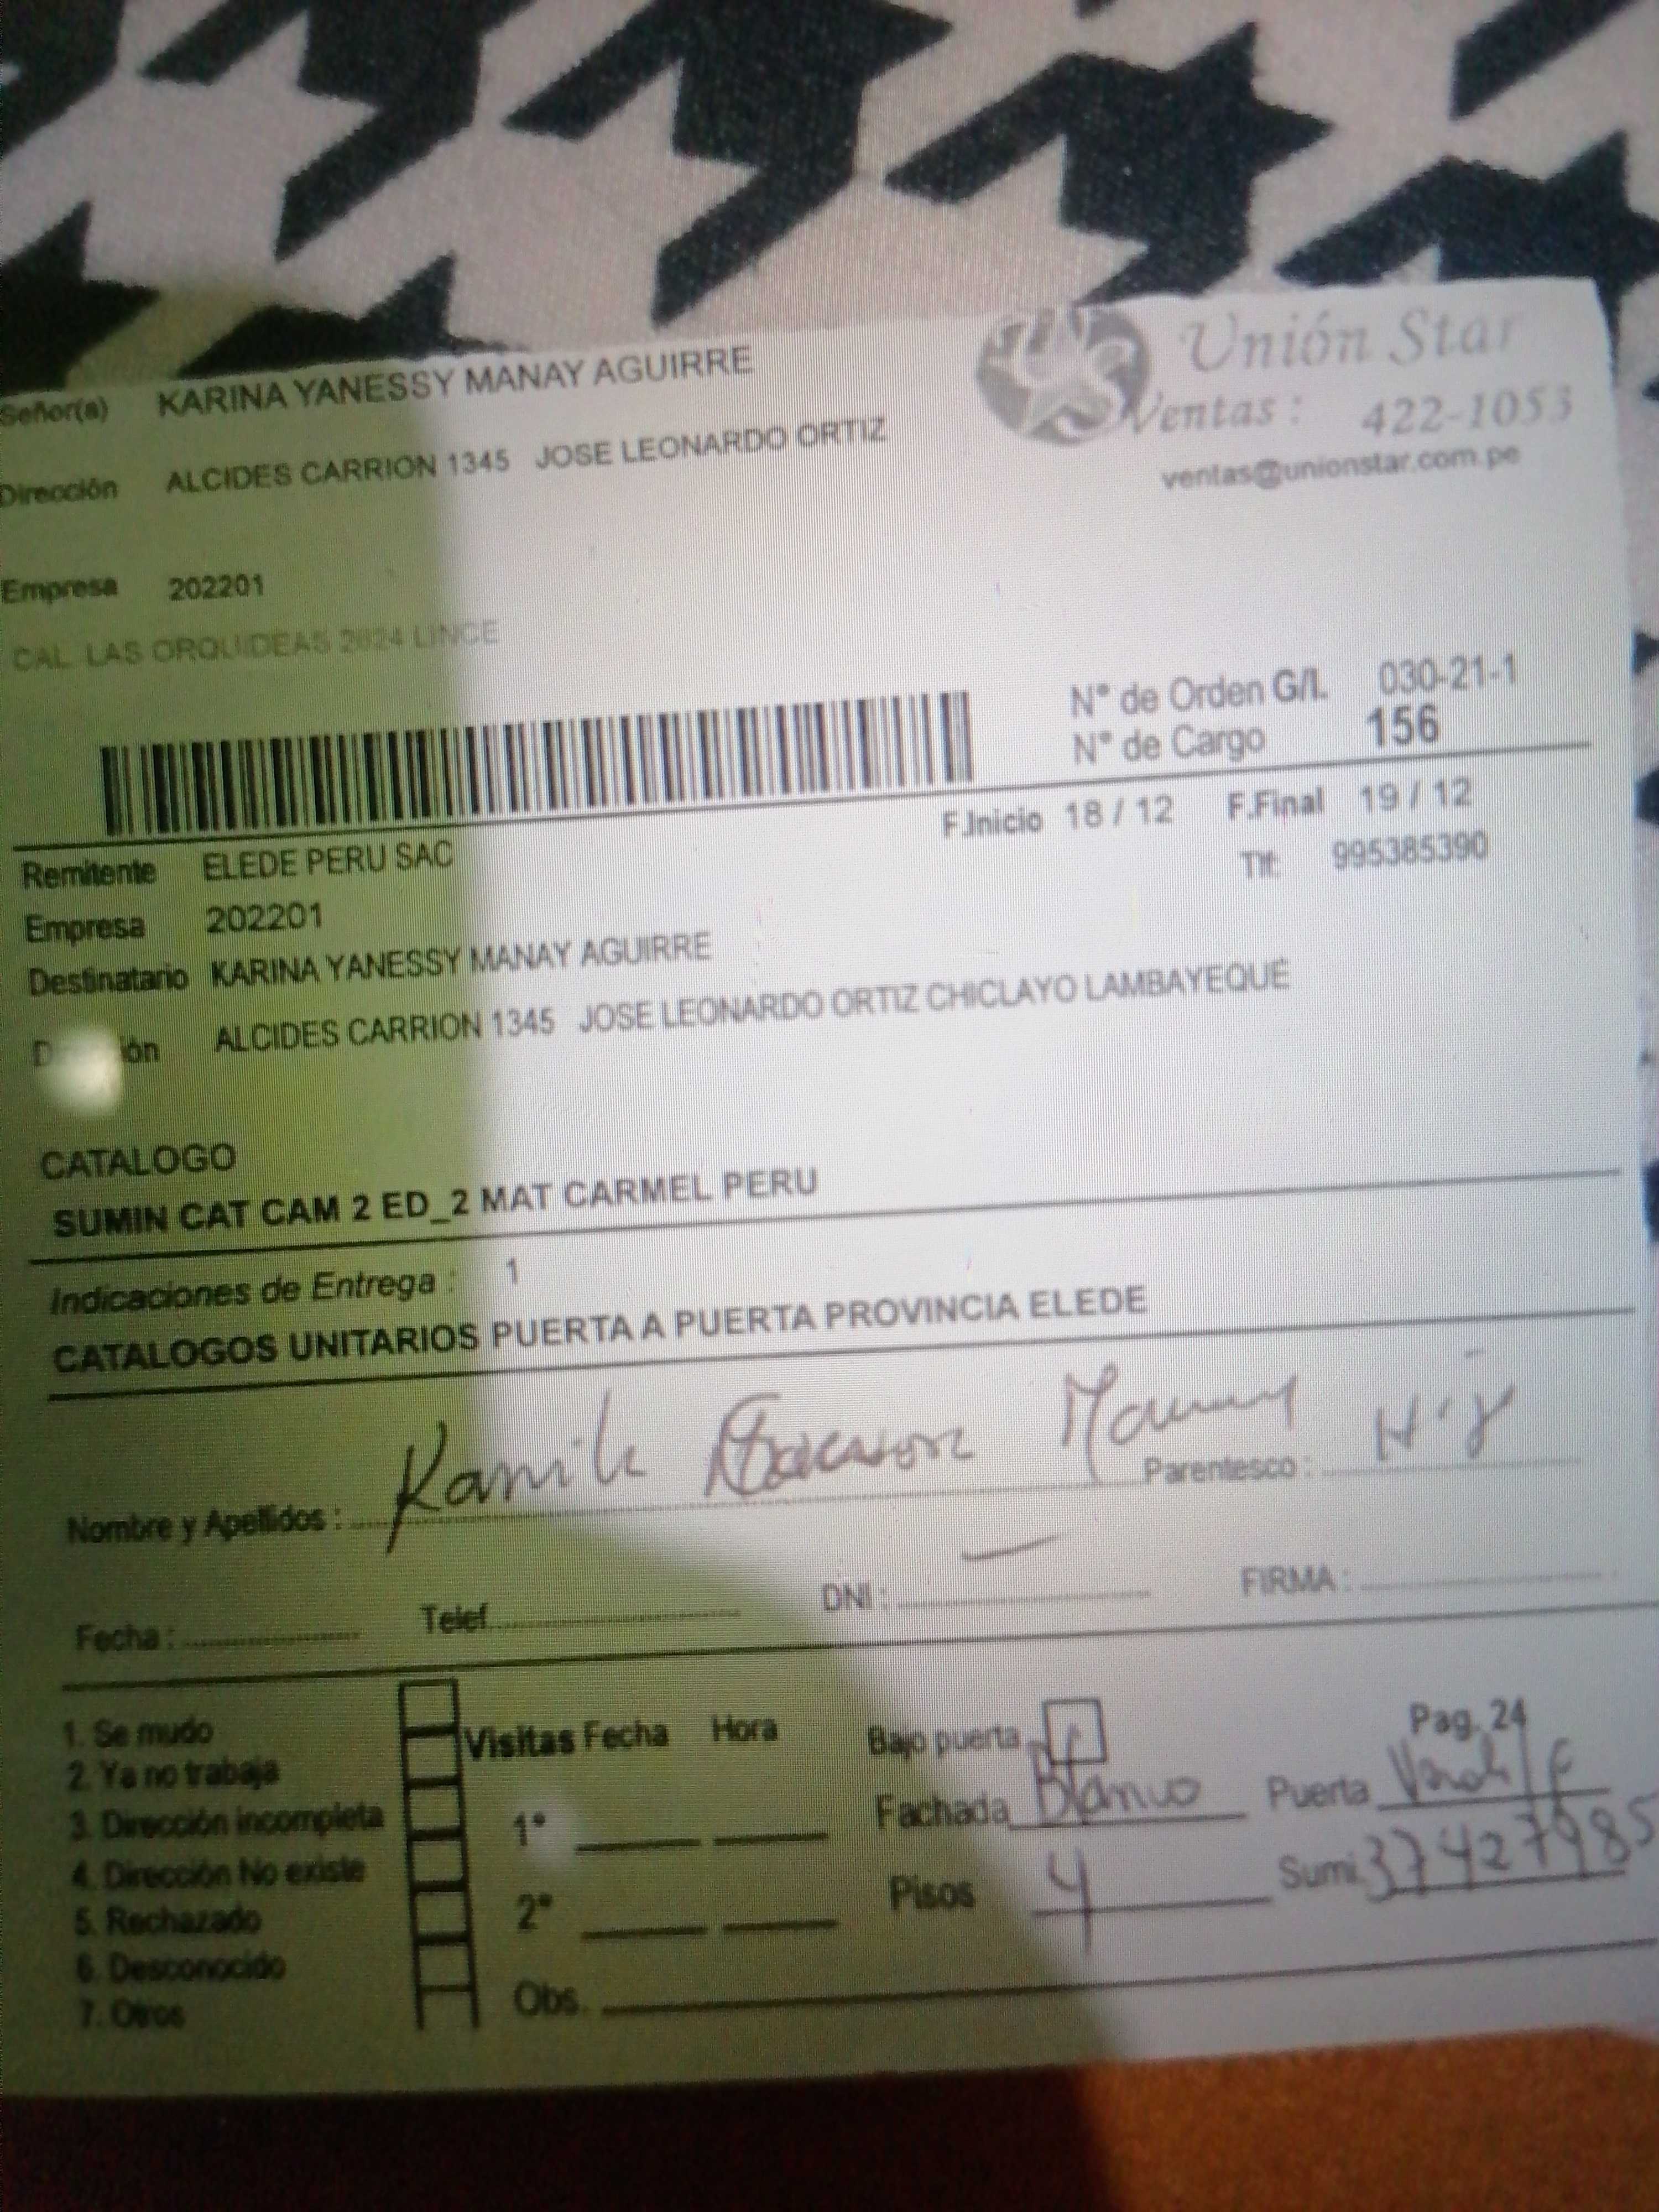 Señor(a) KARINA YANESSY MANAY AGUIRRE
Unión Star
Dirección ALCIDES CARRION 1345 JOSE LEONARDO ORTIZ
Ventas : 422-1053
ventas@unionstar.com.pe
Empresa 202201
CAL. LAS ORQUIDEAS 2624 LINCE
N° de Orden G/I. 030-21-1
N° de Cargo 156
F.Inicio 18 / 12 F.Final 19 / 12
Remitente ELEDE PERU SAC
Tlf: 995385390
Empresa 202201
Destinatario KARINA YANESSY MANAY AGUIRRE
D ión ALCIDES CARRION 1345 JOSE LEONARDO ORTIZ CHICLAYO LAMBAYEQUE
CATALOGO
SUMIN CAT CAM 2 ED_2 MAT CARMEL PERU
Indicaciones de Entrega : 1
CATALOGOS UNITARIOS PUERTA A PUERTA PROVINCIA ELEDE
Nombre y Apellidos : Manay Parentesco :
Fecha : Telef. DNI : — FIRMA :
1. Se mudo
2. Ya no trabaja
3. Dirección incompleta
4. Dirección No existe
5. Rechazado
6. Desconocido
7. Otros
Visitas Fecha Hora
1°
2°
Obs.
Bajo puerta
Pag. 24
Fachada Blanco Puerta
Pisos 4 Sumi. 37427985